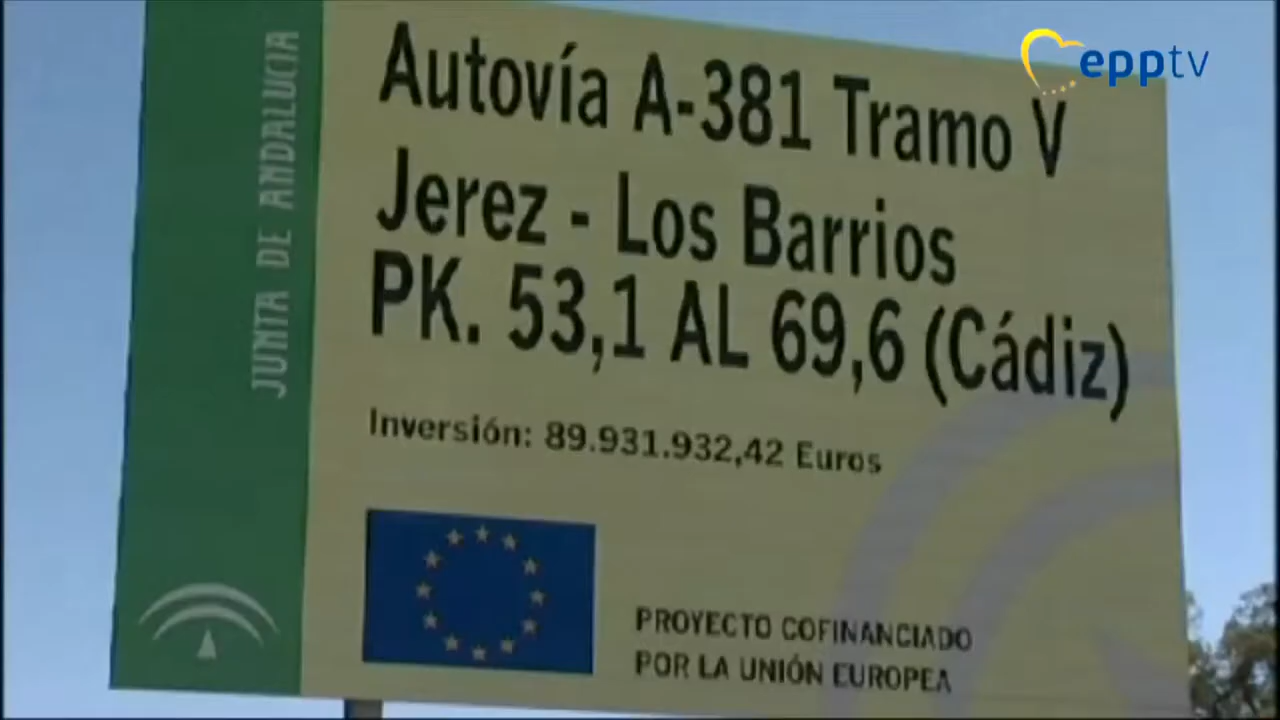 epptv
JUNTA DE ANDALUCIA
Autovía A-381 Tramo V
Jerez - Los Barrios
PK. 53,1 AL 69,6 (Cádiz)
Inversión: 89.931.932,42 Euros
PROYECTO COFINANCIADO
POR LA UNIÓN EUROPEA